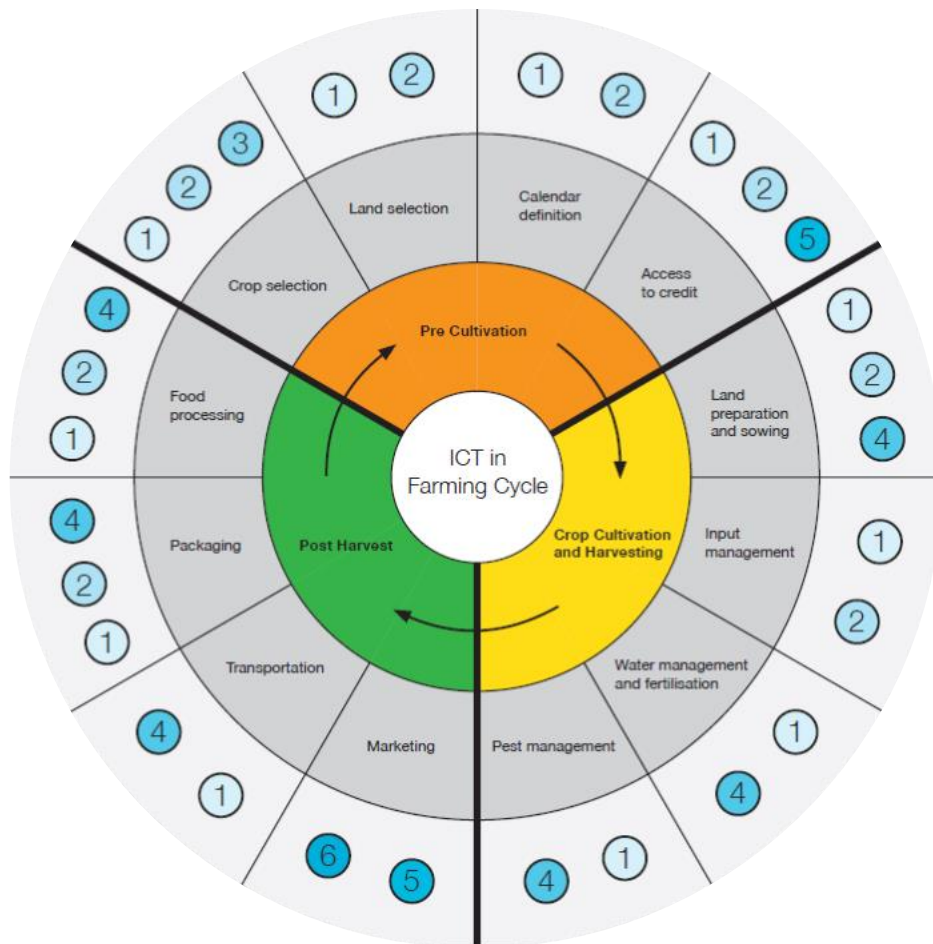 1
2
1
2
3
2
1
1
2
5
Land selection
Calendar
definition
Crop selection
Access
to credit
1
4
Pre Cultivation
1
2
2
Food
processing
Land
preparation
and sowing
1
4
ICT in
Farming Cycle
4
Packaging
Post Harvest
Crop Cultivation
and Harvesting
Input
management
1
2
1
2
Transportation
Water management
and fertilisation
4
1
Marketing
Pest management
1
4
6
5
4
1